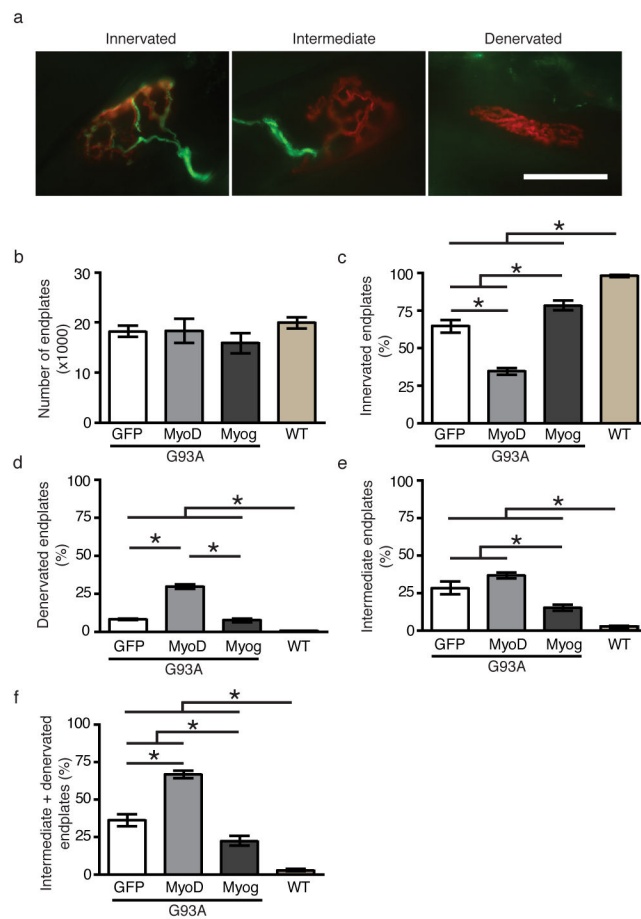 a
Innervated Intermediate Denervated
b
Number of endplates
(x1000)
30
20
10
0
GFP MyoD Myog WT
G93A
c
Innervated endplates
(%)
100
75
50
25
0
* * *
GFP MyoD Myog WT
G93A
d
Denervated endplates
(%)
100
75
50
25
0
* * *
GFP MyoD Myog WT
G93A
e
Intermediate endplates
(%)
100
75
50
25
0
* *
GFP MyoD Myog WT
G93A
f
Intermediate + denervated
endplates (%)
100
75
50
25
0
* * *
GFP MyoD Myog WT
G93A